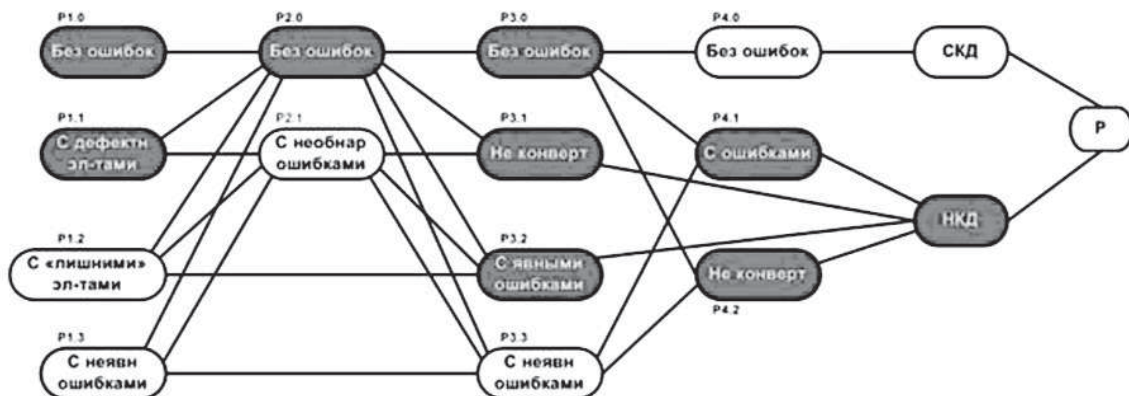 P1.0 P2.0 P3.0 P4.0
Без ошибок Без ошибок Без ошибок Без ошибок СКД
P1.1 P2.1 P3.1 P4.1
С дефектн
эл-тами
С необнар
ошибками
Не конверт
С ошибками
Р
P1.2 P3.2
С «лишними»
эл-тами
С явными
ошибками
Не конверт
НКД
P4.2
P1.3 P3.3
С неявн
ошибками
С неявн
ошибками